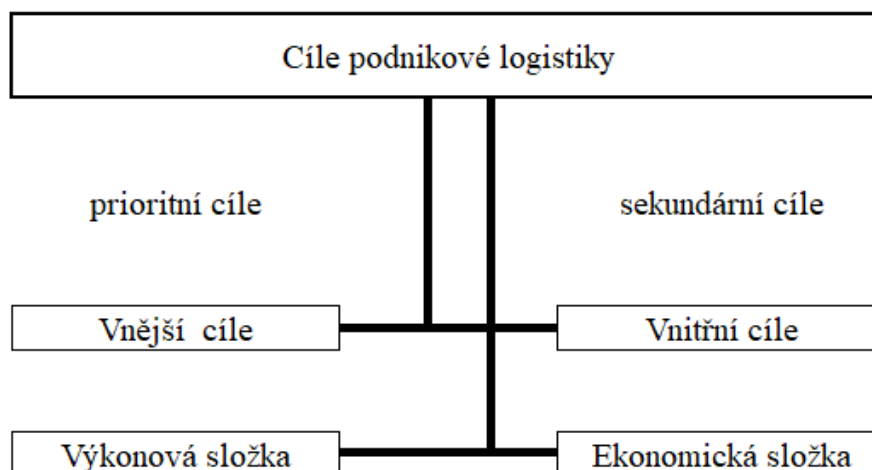 Cíle podnikové logistiky
prioritní cíle
sekundární cíle
Vnější cíle
Vnitřní cíle
Výkonová složka
Ekonomická složka